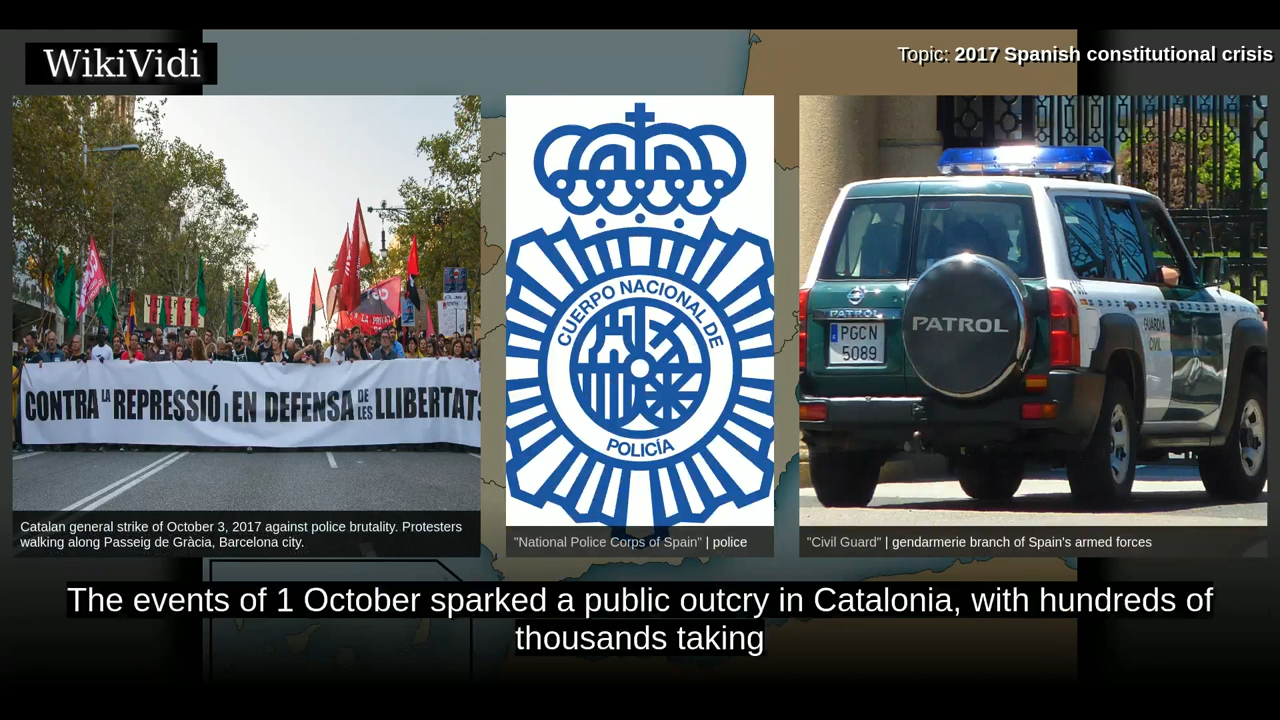 WikiVidi
Topic: 2017 Spanish constitutional crisis
CONTRA LA REPRESSIÓ I EN DEFENSA DE LES LLIBERTATS
Catalan general strike of October 3, 2017 against police brutality. Protesters
walking along Passeig de Gràcia, Barcelona city.
CUERPO NACIONAL DE
POLICÍA
"National Police Corps of Spain" | police
PATROL
PATROL
PGCN
5089
GUARDIA
CIVIL
"Civil Guard" | gendarmerie branch of Spain's armed forces
The events of 1 October sparked a public outcry in Catalonia, with hundreds of
thousands taking